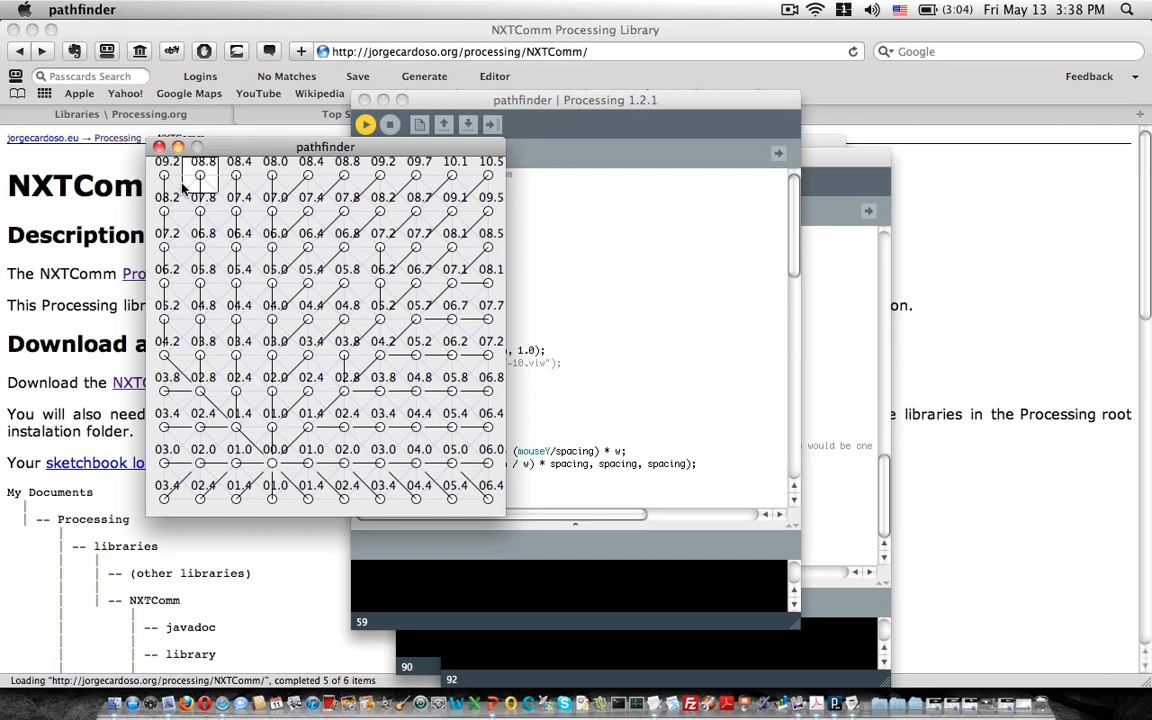 pathfinder
(3:04) Fri May 13 3:38 PM
NXTComm Processing Library
http://jorgecardoso.org/processing/NXTComm/
Google
Passcards Search Logins No Matches Save Generate Editor Feedback
Apple Yahoo! Google Maps YouTube Wikipedia
Libraries \ Processing.org Top S
pathfinder | Processing 1.2.1
jorgecardoso.eu → Processing
pathfinder
09.2 08.8 08.4 08.0 08.4 08.8 09.2 09.7 10.1 10.5
08.2 07.8 07.4 07.0 07.4 07.8 08.2 08.7 09.1 09.5
07.2 06.8 06.4 06.0 06.4 06.8 07.2 07.7 08.1 08.5
06.2 05.8 05.4 05.0 05.4 05.8 06.2 06.7 07.1 08.1
05.2 04.8 04.4 04.0 04.4 04.8 05.2 05.7 06.7 07.7
04.2 03.8 03.4 03.0 03.4 03.8 04.2 05.2 06.2 07.2
03.8 02.8 02.4 02.0 02.4 02.8 03.8 04.8 05.8 06.8
03.4 02.4 01.4 01.0 01.4 02.4 03.4 04.4 05.4 06.4
03.0 02.0 01.0 00.0 01.0 02.0 03.0 04.0 05.0 06.0
03.4 02.4 01.4 01.0 01.4 02.4 03.4 04.4 05.4 06.4
NXTCom
Description
The NXTComm Pro
This Processing libr
on.
Download a
Download the NXT
You will also need
e libraries in the Processing root
instalation folder.
Your sketchbook lo
, 1.0);
-10.vlw");
would be one
(mouseY/spacing) * w;
/ w) * spacing, spacing, spacing);
My Documents
|
-- Processing
|
-- libraries
|
-- (other libraries)
|
-- NXTComm
|
-- javadoc
|
-- library
59
90
92
Loading "http://jorgecardoso.org/processing/NXTComm/", completed 5 of 6 items